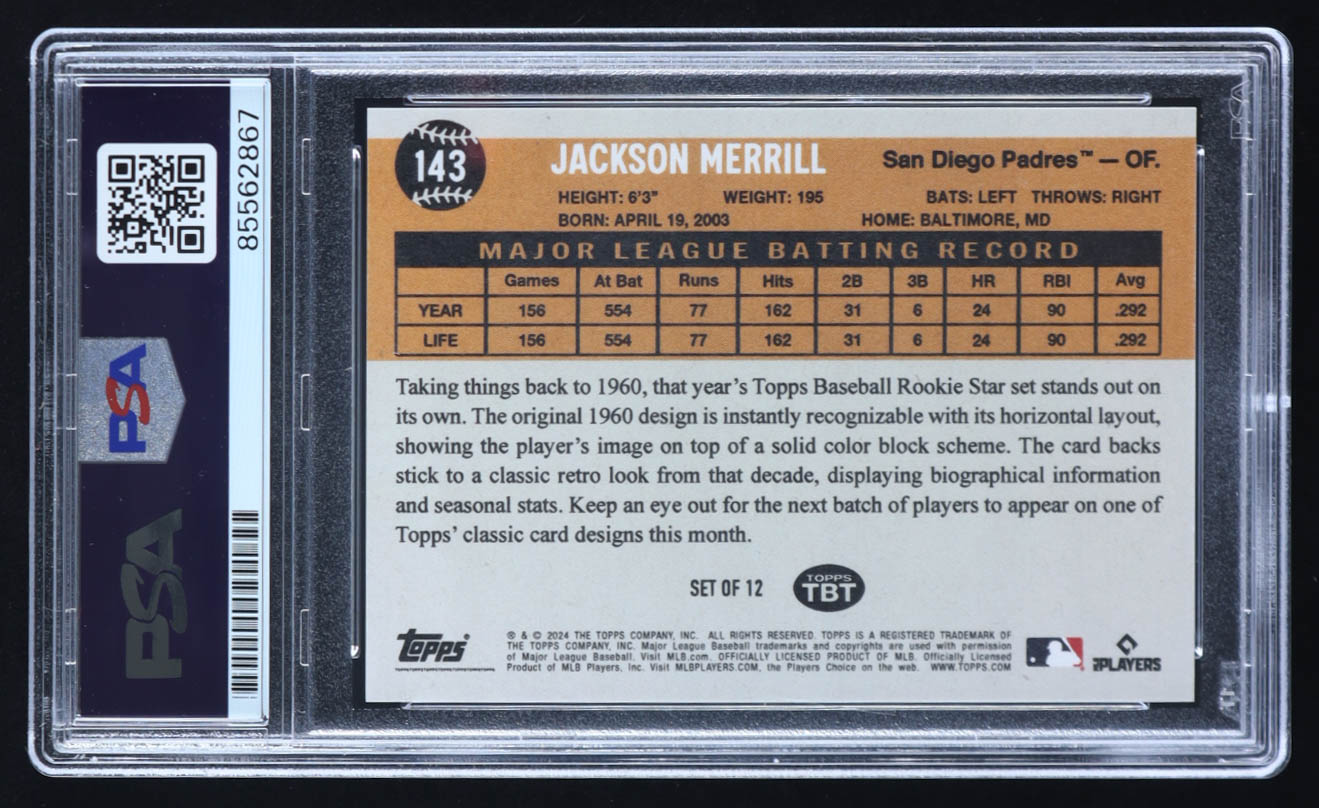 85562867
PSA
PSA
143
JACKSON MERRILL
San Diego Padres™ — OF.
HEIGHT: 6'3" WEIGHT: 195 BATS: LEFT THROWS: RIGHT
BORN: APRIL 19, 2003 HOME: BALTIMORE, MD
MAJOR LEAGUE BATTING RECORD
Games At Bat Runs Hits 2B 3B HR RBI Avg
YEAR 156 554 77 162 31 6 24 90 .292
LIFE 156 554 77 162 31 6 24 90 .292
Taking things back to 1960, that year's Topps Baseball Rookie Star set stands out on
its own. The original 1960 design is instantly recognizable with its horizontal layout,
showing the player's image on top of a solid color block scheme. The card backs
stick to a classic retro look from that decade, displaying biographical information
and seasonal stats. Keep an eye out for the next batch of players to appear on one of
Topps' classic card designs this month.
SET OF 12
TOPPS
TBT
topps
® & © 2024 THE TOPPS COMPANY, INC. ALL RIGHTS RESERVED. TOPPS IS A REGISTERED TRADEMARK OF
THE TOPPS COMPANY, INC. Major League Baseball trademarks and copyrights are used with permission
of Major League Baseball. Visit MLB.com. OFFICIALLY LICENSED PRODUCT OF MLB. Officially Licensed
Product of MLB Players, Inc. Visit MLBPLAYERS.COM, the Players Choice on the web. WWW.TOPPS.COM
PLAYERS
PSA